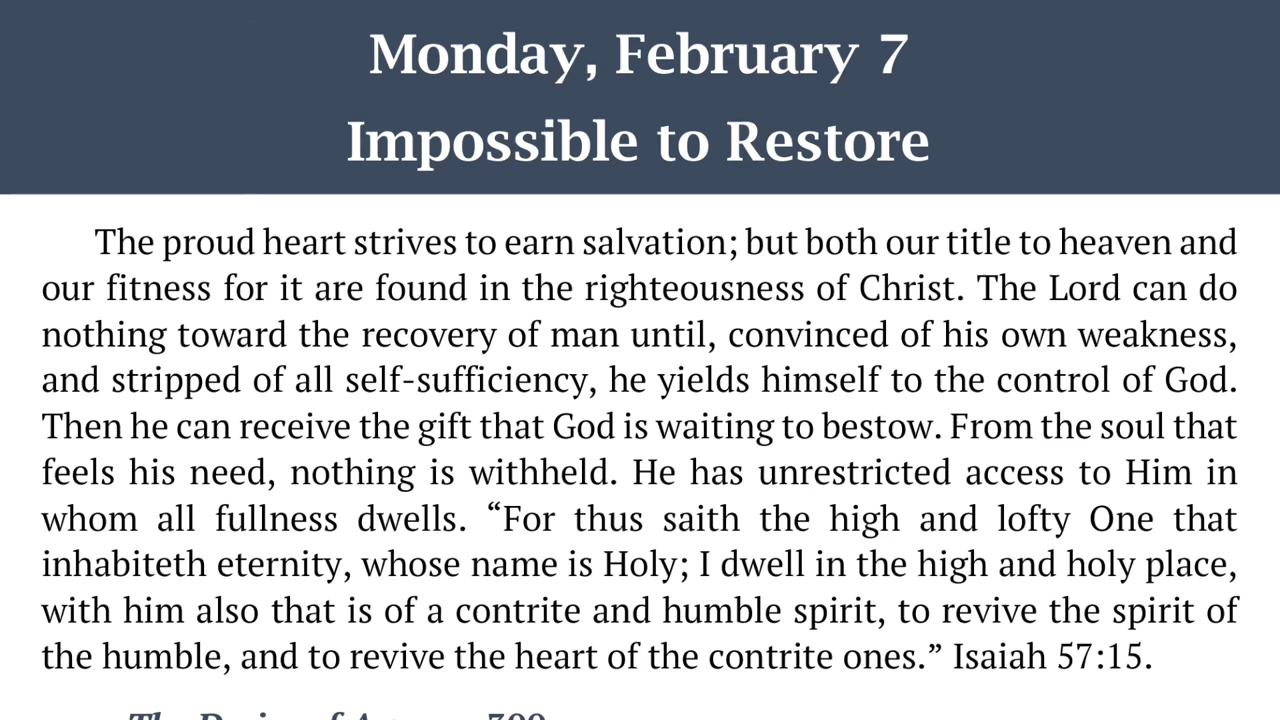 Monday, February 7
Impossible to Restore
The proud heart strives to earn salvation; but both our title to heaven and
our fitness for it are found in the righteousness of Christ. The Lord can do
nothing toward the recovery of man until, convinced of his own weakness,
and stripped of all self-sufficiency, he yields himself to the control of God.
Then he can receive the gift that God is waiting to bestow. From the soul that
feels his need, nothing is withheld. He has unrestricted access to Him in
whom all fullness dwells. “For thus saith the high and lofty One that
inhabiteth eternity, whose name is Holy; I dwell in the high and holy place,
with him also that is of a contrite and humble spirit, to revive the spirit of
the humble, and to revive the heart of the contrite ones.” Isaiah 57:15.